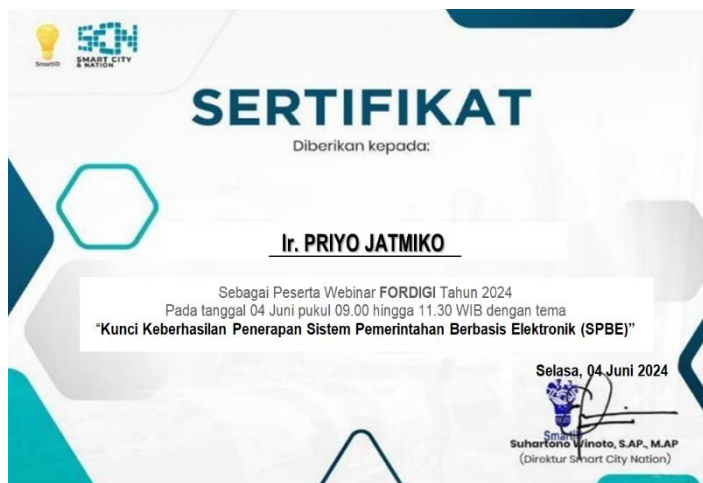 SmartID
SCN
SMART CITY
& NATION
SERTIFIKAT
Diberikan kepada:
Ir. PRIYO JATMIKO
Sebagai Peserta Webinar FORDIGI Tahun 2024
Pada tanggal 04 Juni pukul 09.00 hingga 11.30 WIB dengan tema
“Kunci Keberhasilan Penerapan Sistem Pemerintahan Berbasis Elektronik (SPBE)”
Selasa, 04 Juni 2024
SmartID
Suhartono Winoto, S.AP., M.AP
(Direktur Smart City Nation)